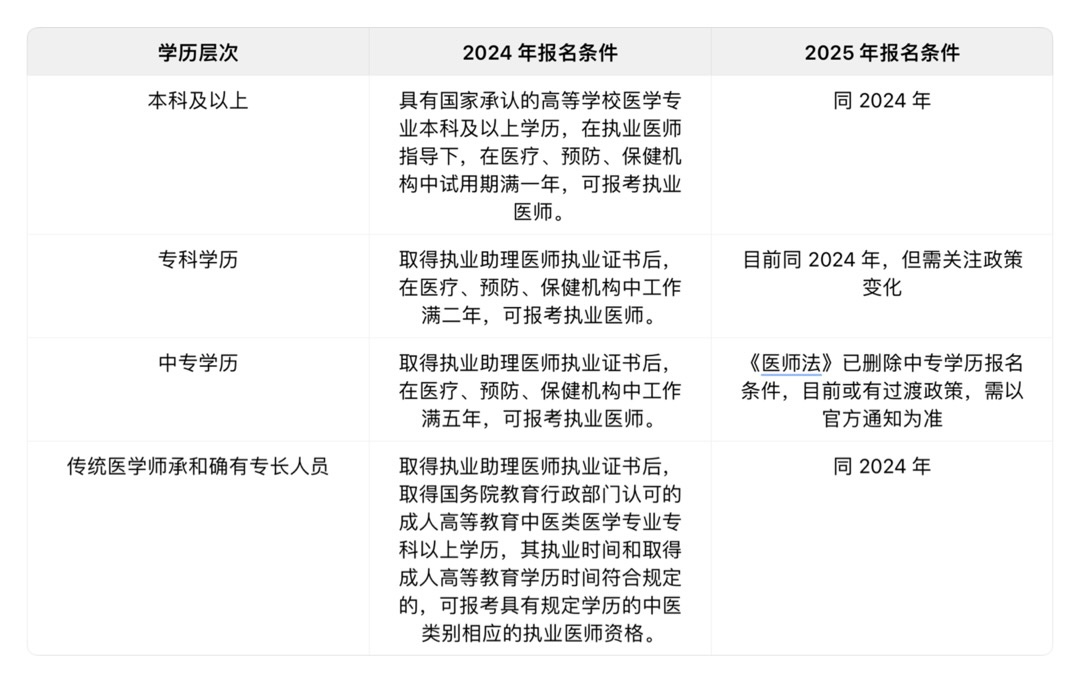 学历层次
2024 年报名条件
2025 年报名条件
本科及以上
具有国家承认的高等学校医学专
业本科及以上学历，在执业医师
指导下，在医疗、预防、保健机
构中试用期满一年，可报考执业
医师。
同 2024 年
专科学历
取得执业助理医师执业证书后，
在医疗、预防、保健机构中工作
满二年，可报考执业医师。
目前同 2024 年，但需关注政策
变化
中专学历
取得执业助理医师执业证书后，
在医疗、预防、保健机构中工作
满五年，可报考执业医师。
《医师法》已删除中专学历报名
条件，目前或有过渡政策，需以
官方通知为准
传统医学师承和确有专长人员
取得执业助理医师执业证书后，
取得国务院教育行政部门认可的
成人高等教育中医类医学专业专
科以上学历，其执业时间和取得
成人高等教育学历时间符合规定
的，可报考具有规定学历的中医
类别相应的执业医师资格。
同 2024 年